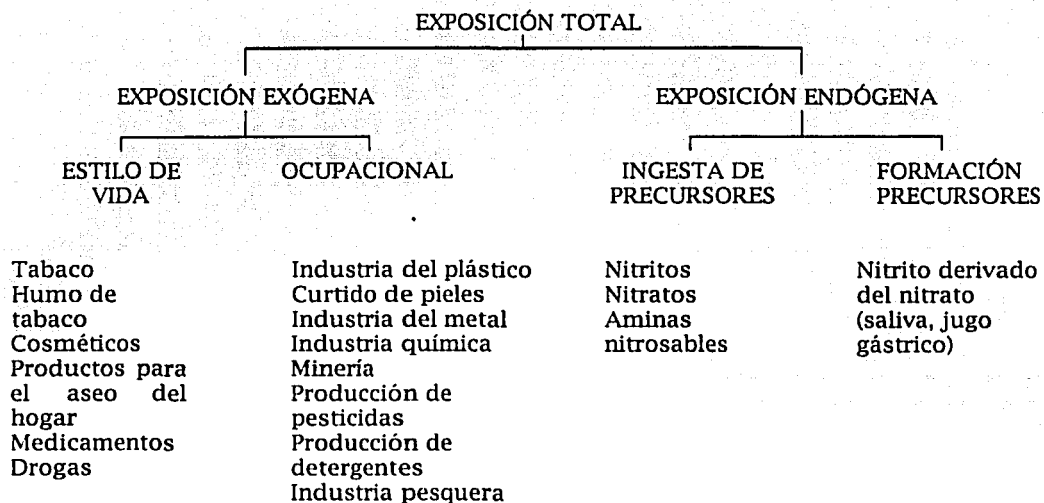 EXPOSICIÓN TOTAL
EXPOSICIÓN EXÓGENA
EXPOSICIÓN ENDÓGENA
ESTILO DE
VIDA
OCUPACIONAL
INGESTA DE
PRECURSORES
FORMACIÓN
PRECURSORES
Tabaco
Humo de
tabaco
Cosméticos
Productos para
el aseo del
hogar
Medicamentos
Drogas
Industria del plástico
Curtido de pieles
Industria del metal
Industria química
Minería
Producción de
pesticidas
Producción de
detergentes
Industria pesquera
Nitritos
Nitratos
Aminas
nitrosables
Nitrito derivado
del nitrato
(saliva, jugo
gástrico)